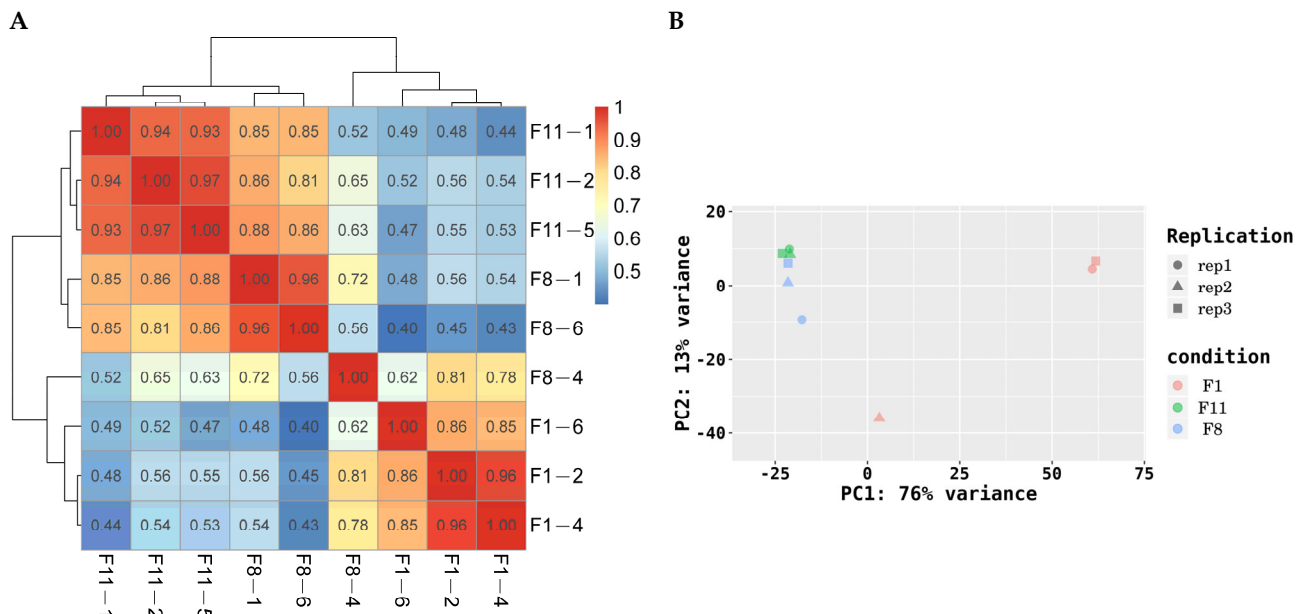 A
B
1
0.9
0.8
0.7
0.6
0.5
1.00 0.94 0.93 0.85 0.85 0.52 0.49 0.48 0.44 F11−1
0.94 1.00 0.97 0.86 0.81 0.65 0.52 0.56 0.54 F11−2
0.93 0.97 1.00 0.88 0.86 0.63 0.47 0.55 0.53 F11−5
0.85 0.86 0.88 1.00 0.96 0.72 0.48 0.56 0.54 F8−1
0.85 0.81 0.86 0.96 1.00 0.56 0.40 0.45 0.43 F8−6
0.52 0.65 0.63 0.72 0.56 1.00 0.62 0.81 0.78 F8−4
0.49 0.52 0.47 0.48 0.40 0.62 1.00 0.86 0.85 F1−6
0.48 0.56 0.55 0.56 0.45 0.81 0.86 1.00 0.96 F1−2
0.44 0.54 0.53 0.54 0.43 0.78 0.85 0.96 1.00 F1−4
F11−1
F11−2
F11−5
F8−1
F8−6
F8−4
F1−6
F1−2
F1−4
PC2: 13% variance
20
0
-20
-40
-25 0 25 50 75
PC1: 76% variance
Replication
rep1
rep2
rep3
condition
F1
F11
F8